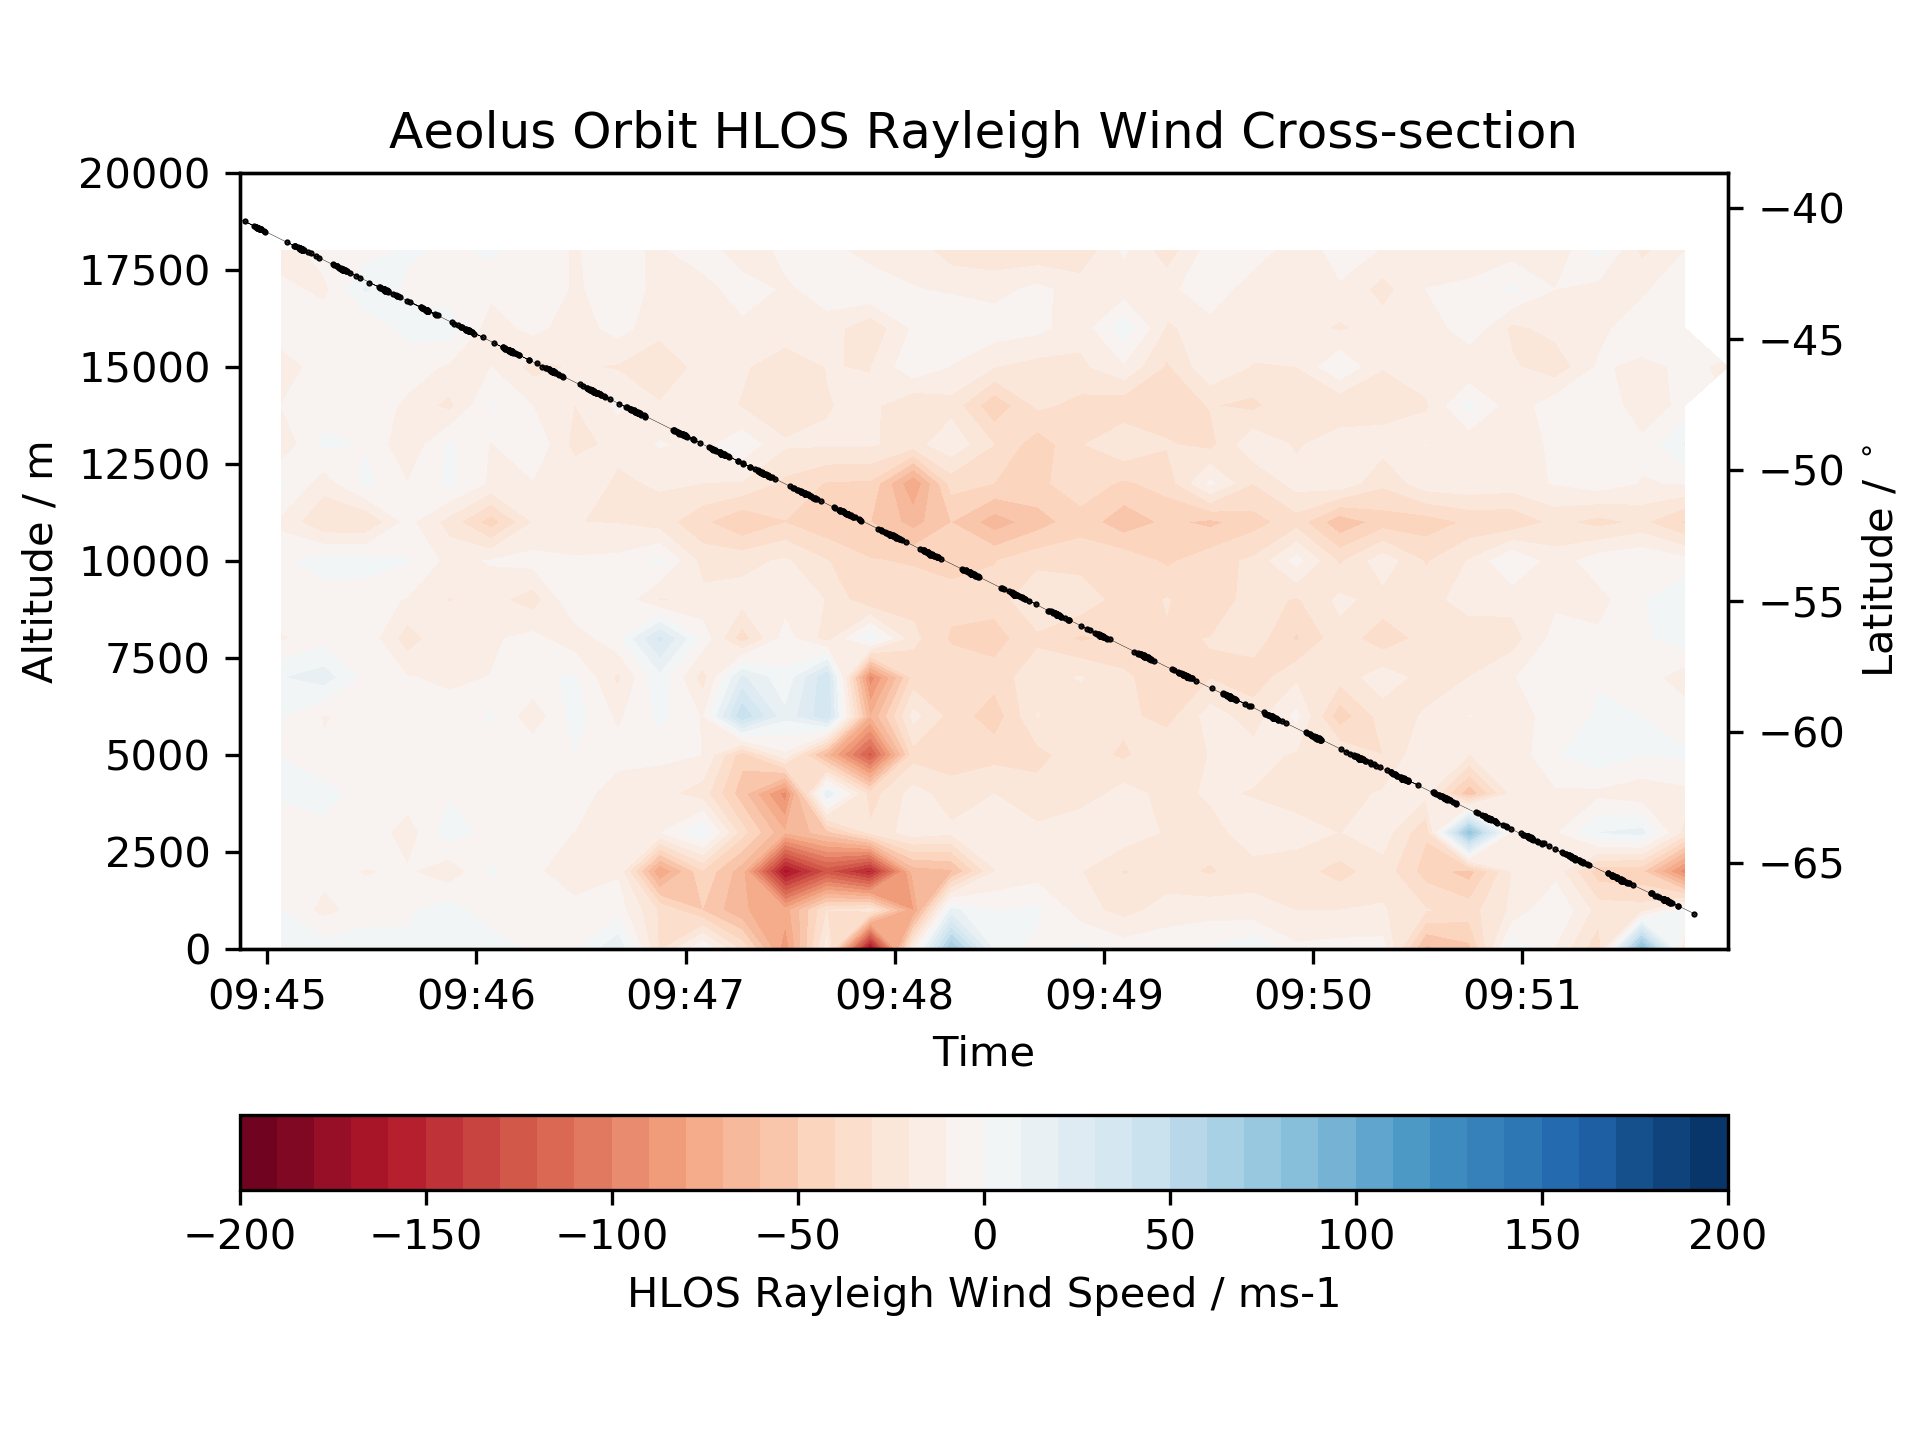 Aeolus Orbit HLOS Rayleigh Wind Cross-section
20000
17500
15000
12500
10000
7500
5000
2500
0
Altitude / m
−40
−45
−50
−55
−60
−65
Latitude / °
09:45 09:46 09:47 09:48 09:49 09:50 09:51
Time
−200 −150 −100 −50 0 50 100 150 200
HLOS Rayleigh Wind Speed / ms-1